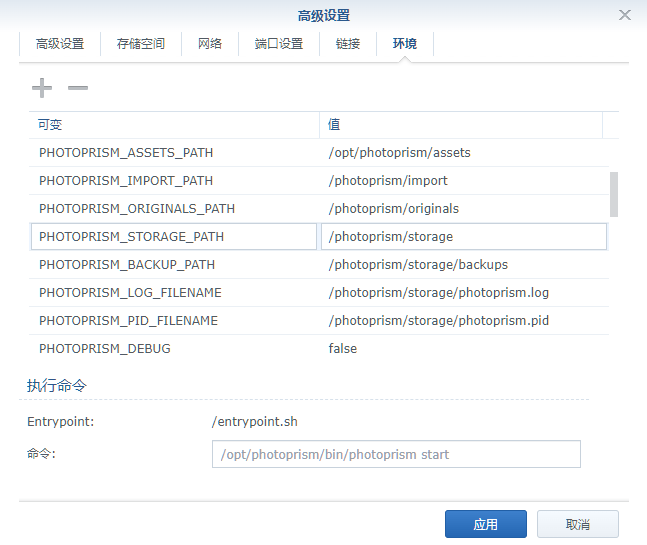 高级设置
高级设置 存储空间 网络 端口设置 链接 环境
可变 值
PHOTOPRISM_ASSETS_PATH /opt/photoprism/assets
PHOTOPRISM_IMPORT_PATH /photoprism/import
PHOTOPRISM_ORIGINALS_PATH /photoprism/originals
PHOTOPRISM_STORAGE_PATH /photoprism/storage
PHOTOPRISM_BACKUP_PATH /photoprism/storage/backups
PHOTOPRISM_LOG_FILENAME /photoprism/storage/photoprism.log
PHOTOPRISM_PID_FILENAME /photoprism/storage/photoprism.pid
PHOTOPRISM_DEBUG false
执行命令
Entrypoint: /entrypoint.sh
命令: /opt/photoprism/bin/photoprism start
应用 取消